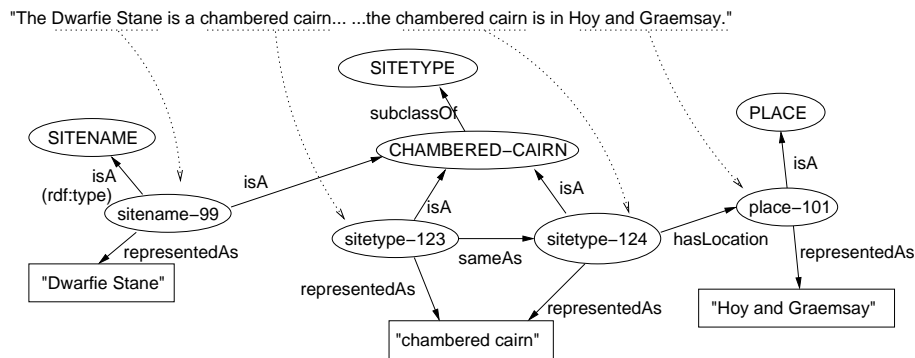 "The Dwarfie Stane is a chambered cairn... ...the chambered cairn is in Hoy and Graemsay."
SITETYPE
subclassOf
PLACE
SITENAME
CHAMBERED−CAIRN
isA
isA
(rdf:type)
isA
isA
isA
sitename−99
place−101
sitetype−123
sitetype−124
sameAs
hasLocation
representedAs
representedAs
"Dwarfie Stane"
representedAs
representedAs
"Hoy and Graemsay"
"chambered cairn"